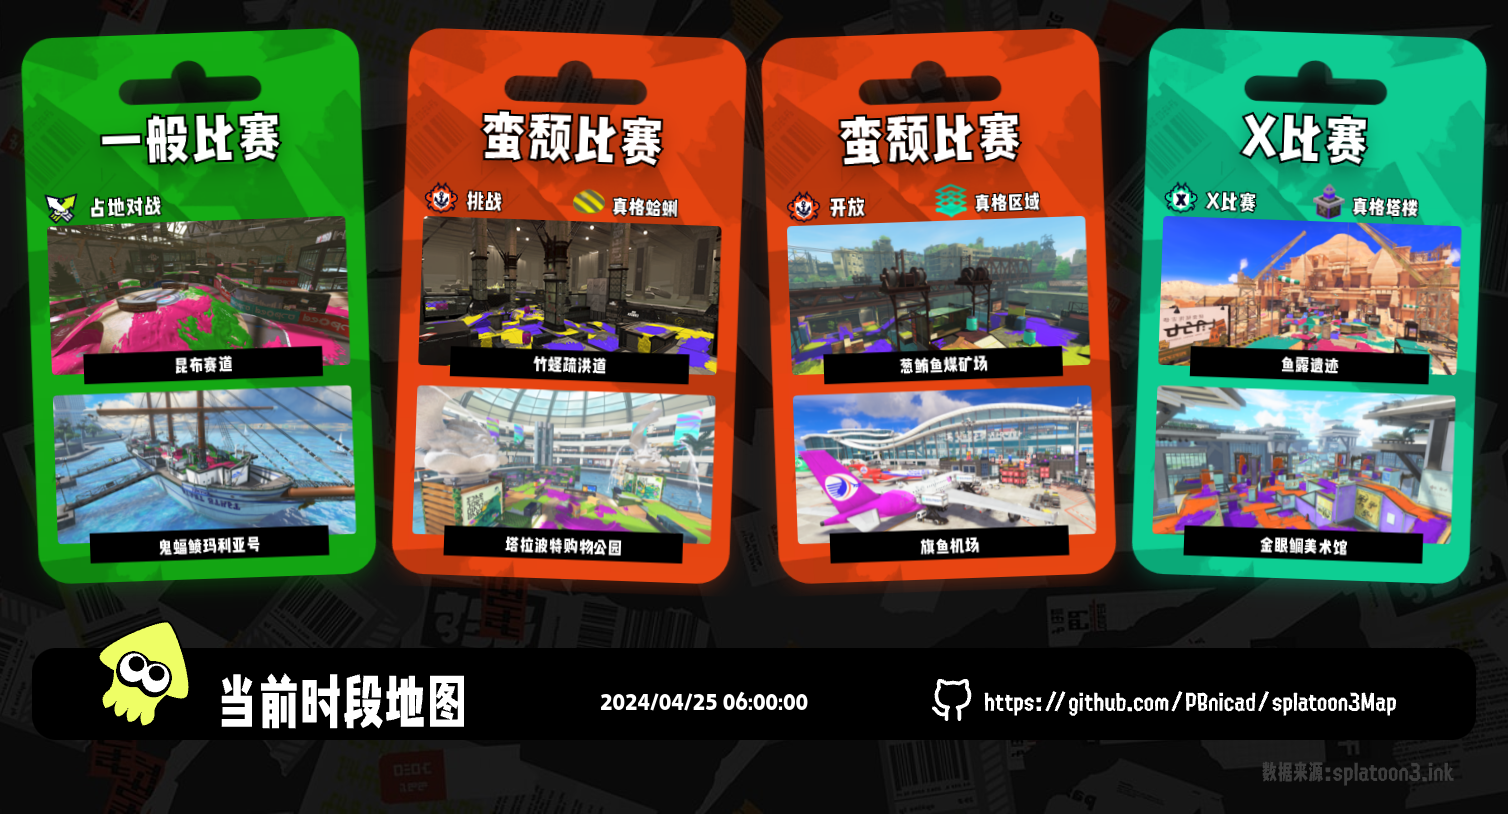 一般比赛
占地对战
昆布赛道
鬼蝠鲼玛利亚号
蛮颓比赛
挑战
真格蛤蜊
竹蛏疏洪道
塔拉波特购物公园
蛮颓比赛
开放
真格区域
葱鲔鱼煤矿场
旗鱼机场
X比赛
X比赛
真格塔楼
鱼露遗迹
金眼鲷美术馆
当前时段地图
2024/04/25 06:00:00
https://github.com/PBnicad/splatoon3Map
数据来源:splatoon3.ink